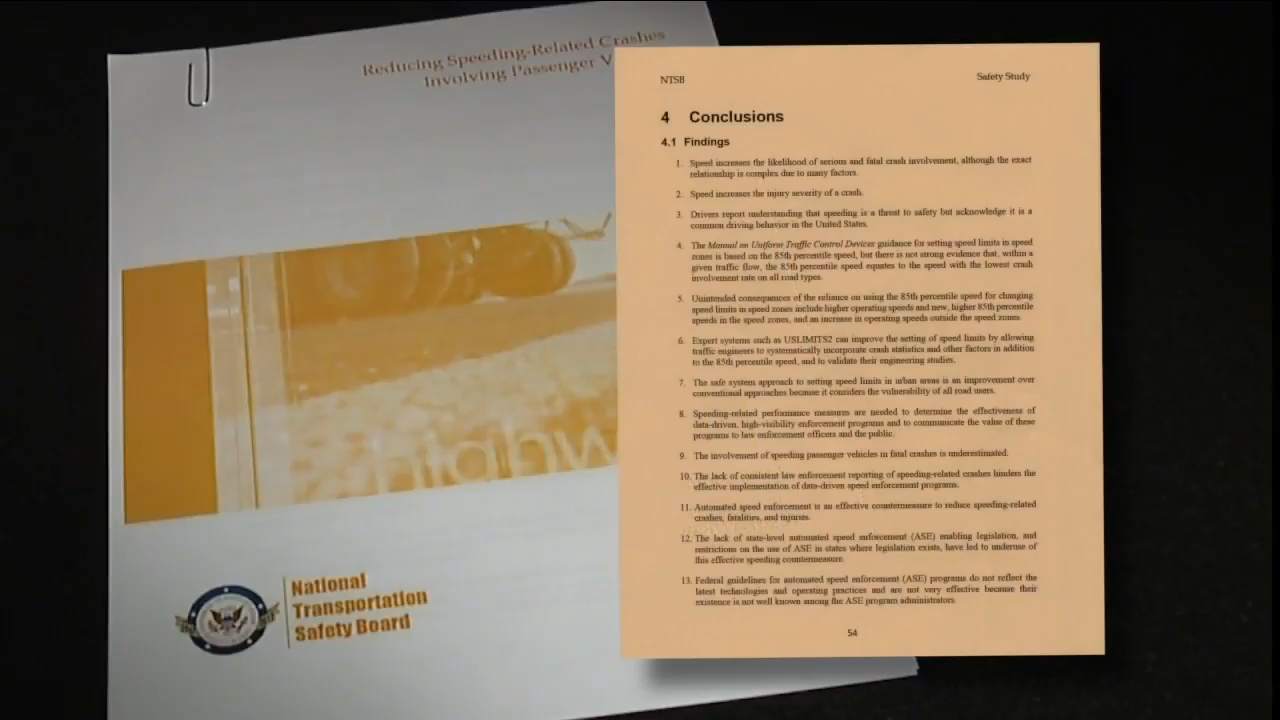 Reducing Speeding-Related Crashes
Involving Passenger V
National
Transportation
Safety Board
NTSB
Safety Study
4 Conclusions
4.1 Findings
1. Speed increases the likelihood of serious and fatal crash involvement, although the exact
relationship is complex due to many factors.
2. Speed increases the injury severity of a crash.
3. Drivers report understanding that speeding is a threat to safety but acknowledge it is a
common driving behavior in the United States.
4. The Manual on Uniform Traffic Control Devices guidance for setting speed limits in speed
zones is based on the 85th percentile speed, but there is not strong evidence that, within a
given traffic flow, the 85th percentile speed equates to the speed with the lowest crash
involvement rate on all road types.
5. Unintended consequences of the reliance on using the 85th percentile speed for changing
speed limits in speed zones include higher operating speeds and new, higher 85th percentile
speeds in the speed zones, and an increase in operating speeds outside the speed zones.
6. Expert systems such as USLIMITS2 can improve the setting of speed limits by allowing
traffic engineers to systematically incorporate crash statistics and other factors in addition
to the 85th percentile speed, and to validate their engineering studies.
7. The safe system approach to setting speed limits in urban areas is an improvement over
conventional approaches because it considers the vulnerability of all road users.
8. Speeding-related performance measures are needed to determine the effectiveness of
data-driven, high-visibility enforcement programs and to communicate the value of these
programs to law enforcement officers and the public.
9. The involvement of speeding passenger vehicles in fatal crashes is underestimated.
10. The lack of consistent law enforcement reporting of speeding-related crashes hinders the
effective implementation of data-driven speed enforcement programs.
11. Automated speed enforcement is an effective countermeasure to reduce speeding-related
crashes, fatalities, and injuries.
12. The lack of state-level automated speed enforcement (ASE) enabling legislation, and
restrictions on the use of ASE in states where legislation exists, have led to underuse of
this effective speeding countermeasure.
13. Federal guidelines for automated speed enforcement (ASE) programs do not reflect the
latest technologies and operating practices and are not very effective because their
existence is not well known among the ASE program administrators.
54